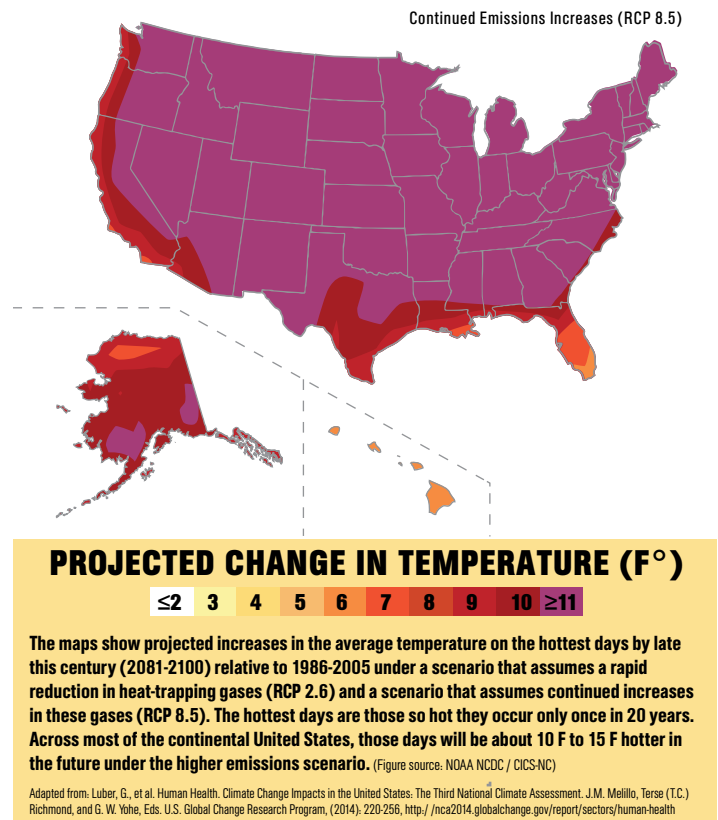 Continued Emissions Increases (RCP 8.5)
PROJECTED CHANGE IN TEMPERATURE (F°)
≤2 3 4 5 6 7 8 9 10 ≥11
The maps show projected increases in the average temperature on the hottest days by late
this century (2081-2100) relative to 1986-2005 under a scenario that assumes a rapid
reduction in heat-trapping gases (RCP 2.6) and a scenario that assumes continued increases
in these gases (RCP 8.5). The hottest days are those so hot they occur only once in 20 years.
Across most of the continental United States, those days will be about 10 F to 15 F hotter in
the future under the higher emissions scenario. (Figure source: NOAA NCDC / CICS-NC)
Adapted from: Luber, G., et al. Human Health. Climate Change Impacts in the United States: The Third National Climate Assessment. J.M. Melillo, Terse (T.C.)
Richmond, and G. W. Yohe, Eds. U.S. Global Change Research Program, (2014): 220-256, http:/ /nca2014.globalchange.gov/report/sectors/human-health